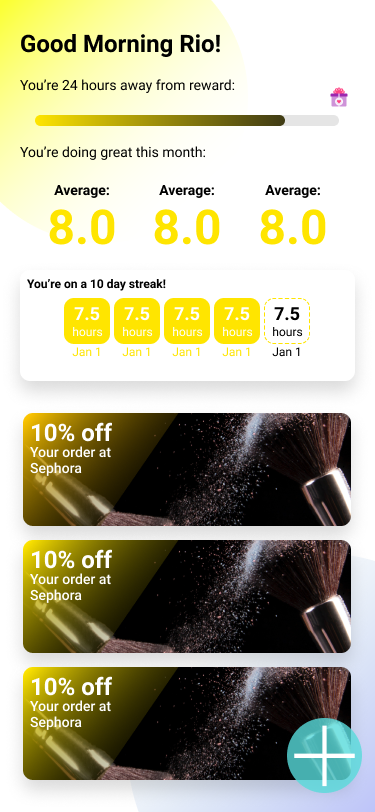 Good Morning Rio!
You're 24 hours away from reward:
You're doing great this month:
Average: Average: Average:
8.0 8.0 8.0
You're on a 10 day streak!
7.5 7.5 7.5 7.5 7.5
hours hours hours hours hours
Jan 1 Jan 1 Jan 1 Jan 1 Jan 1
10% off
Your order at
Sephora
10% off
Your order at
Sephora
10% off
Your order at
Sephora